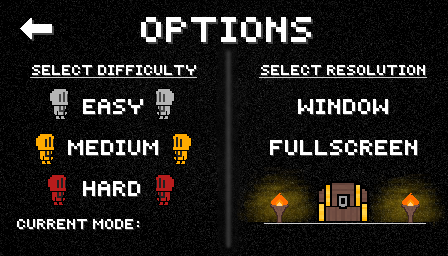 OPTIONS
SELECT DIFFICULTY
EASY
MEDIUM
HARD
CURRENT MODE:
SELECT RESOLUTION
WINDOW
FULLSCREEN